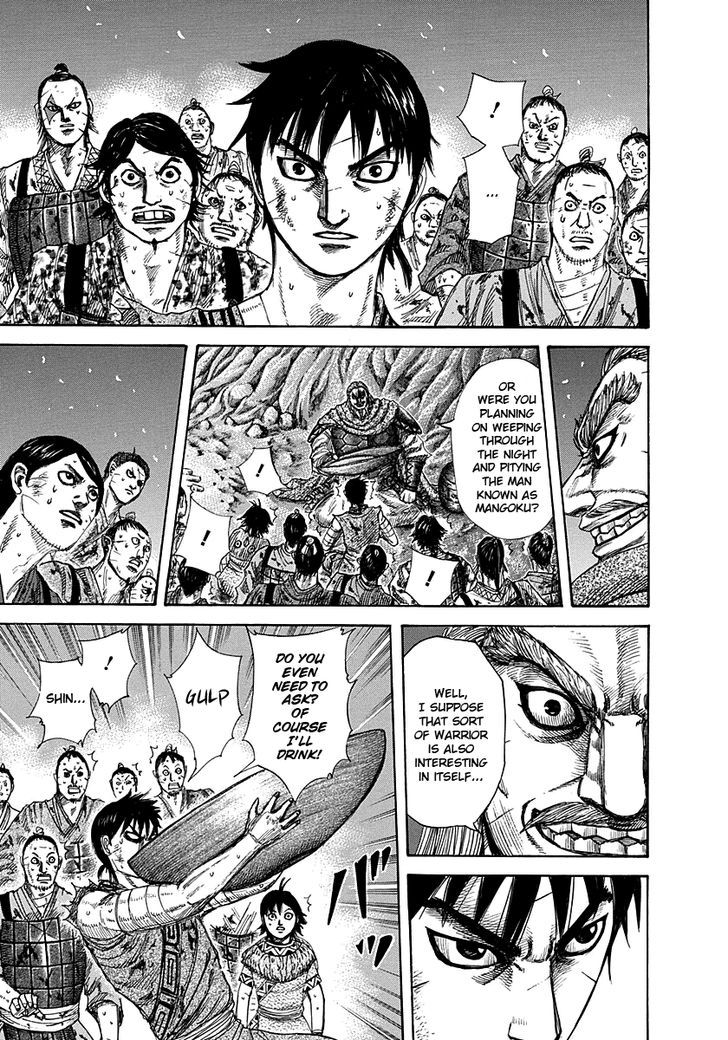 !
...
OR
WERE YOU
PLANNING
ON WEEPING
THROUGH
THE NIGHT
AND PITYING
THE MAN
KNOWN AS
MANGOKU?
!
!
!
WELL,
I SUPPOSE
THAT SORT
OF WARRIOR
IS ALSO
INTERESTING
IN ITSELF...
DO YOU
EVEN
NEED TO
ASK?
OF
COURSE
I'LL
DRINK!
GULP
!
SHIN...
バッ